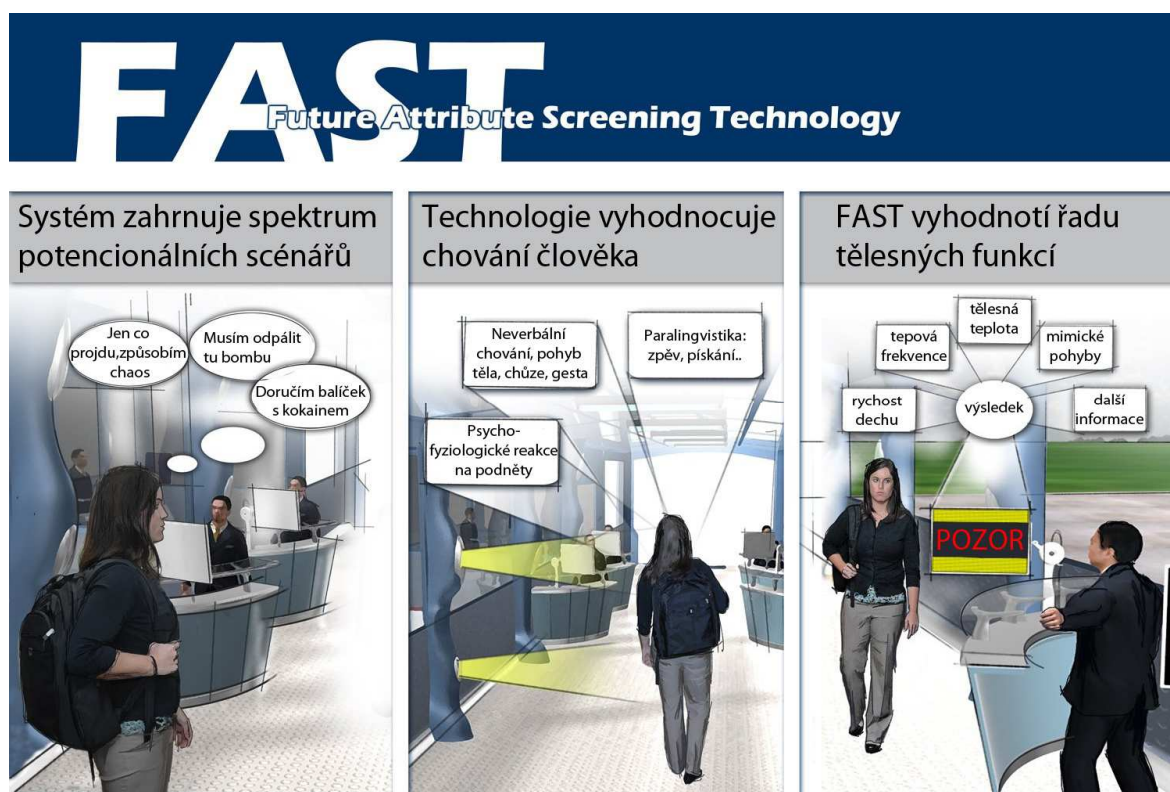 FAST
Future Attribute Screening Technology
Systém zahrnuje spektrum
potencionálních scénářů
Jen co
projdu,způsobím
chaos
Musím odpálit
tu bombu
Doručím balíček
s kokainem
Technologie vyhodnocuje
chování člověka
Neverbální
chování, pohyb
těla, chůze, gesta
Paralingvistika:
zpěv, pískání..
Psycho-
fyziologické reakce
na podněty
FAST vyhodnotí řadu
tělesných funkcí
tělesná
teplota
tepová
frekvence
mimické
pohyby
rychost
dechu
výsledek
další
informace
POZOR